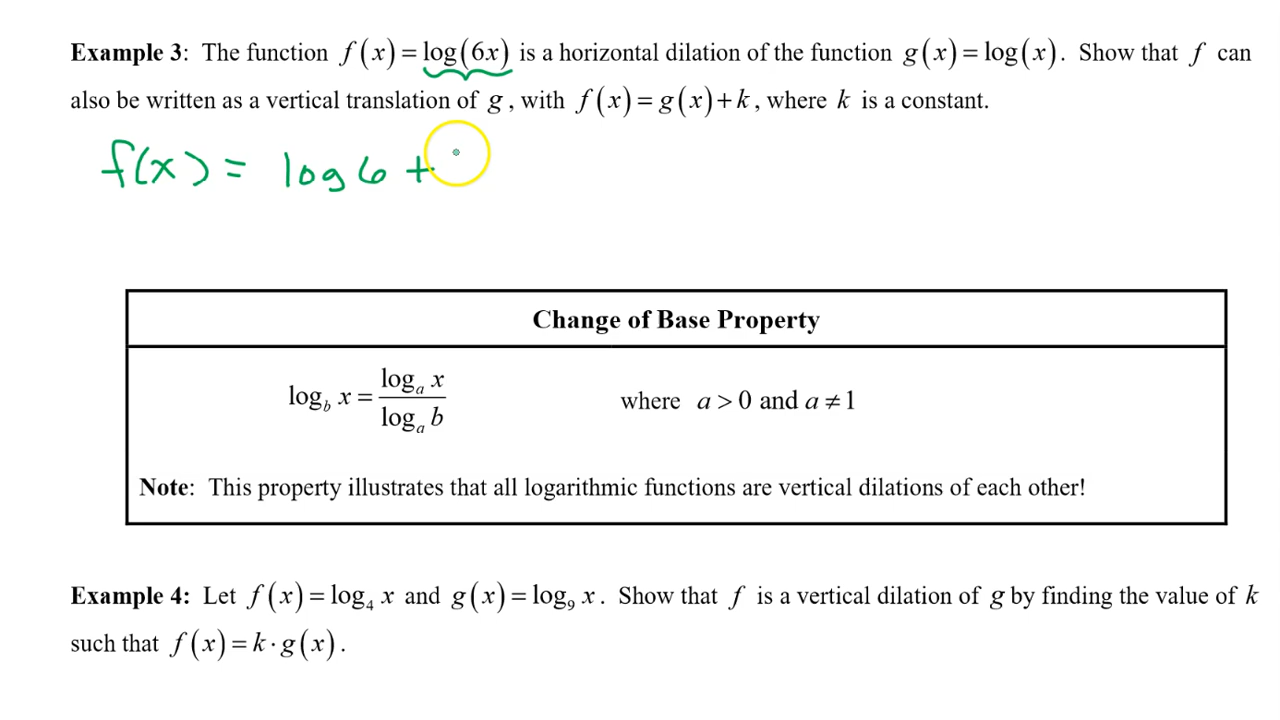 Example 3: The function f(x) = log(6x) is a horizontal dilation of the function g(x) = log(x). Show that f can
also be written as a vertical translation of g, with f(x) = g(x) + k, where k is a constant.
f(x) = log 6 +
Change of Base Property
log_b x = (log_a x)/(log_a b) where a > 0 and a ≠ 1
Note: This property illustrates that all logarithmic functions are vertical dilations of each other!
Example 4: Let f(x) = log₄ x and g(x) = log₉ x. Show that f is a vertical dilation of g by finding the value of k
such that f(x) = k · g(x).